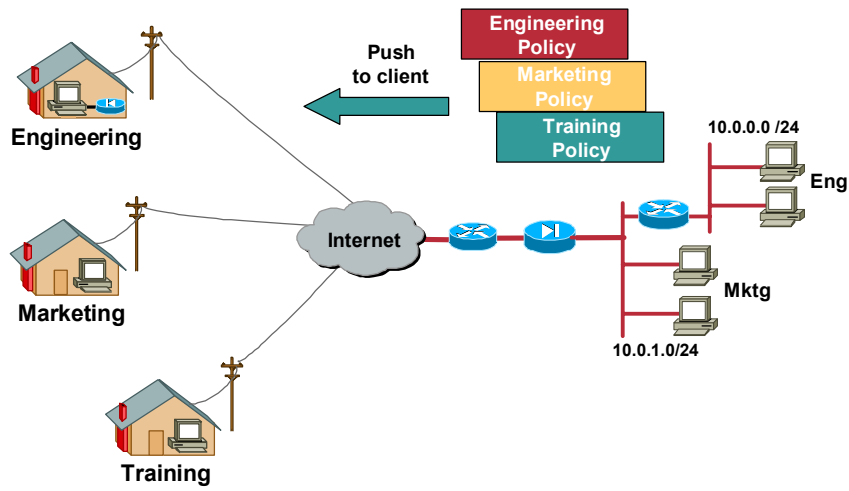 Engineering
Policy
Push
to client
Marketing
Policy
Training
Policy
10.0.0.0 /24
Engineering
Eng
Internet
Marketing
Mktg
10.0.1.0/24
Training